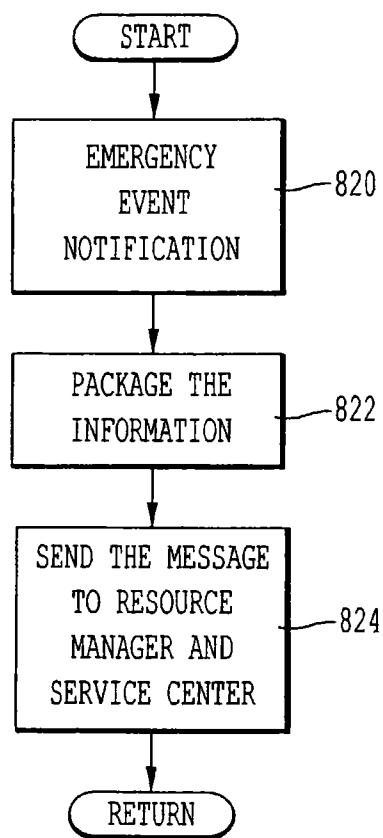 START
EMERGENCY
EVENT
NOTIFICATION
820
PACKAGE THE
INFORMATION
822
SEND THE MESSAGE
TO RESOURCE
MANAGER AND
SERVICE CENTER
824
RETURN